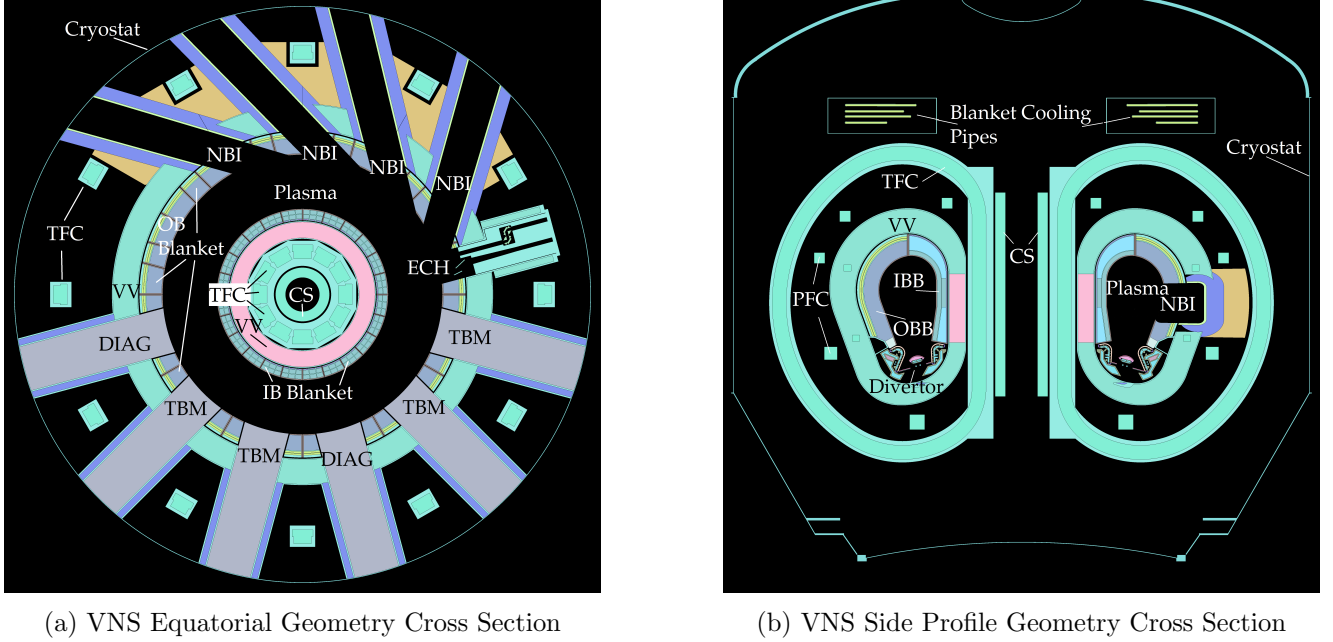 Cryostat
NBI
NBI
NBI
NBI
Plasma
OB
Blanket
TFC
ECH
TFC
CS
VV
VV
DIAG
TBM
IB Blanket
TBM
TBM
TBM
DIAG
(a) VNS Equatorial Geometry Cross Section
Blanket Cooling
Pipes
Cryostat
TFC
VV
CS
IBB
Plasma
PFC
NBI
OBB
Divertor
(b) VNS Side Profile Geometry Cross Section